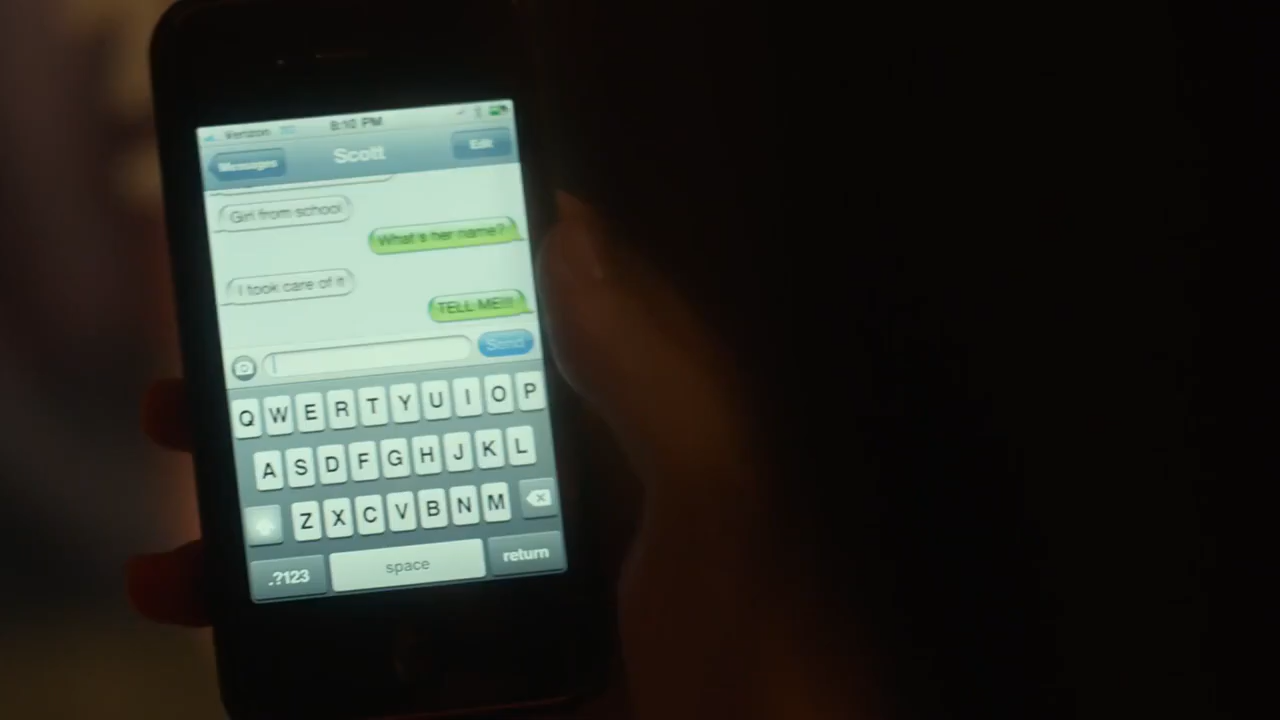 Verizon 8:10 PM
Messages Scott Edit
Girl from school
What's her name?
I took care of it
TELL ME!!!
Send
Q W E R T Y U I O P
A S D F G H J K L
Z X C V B N M
.?123 space return